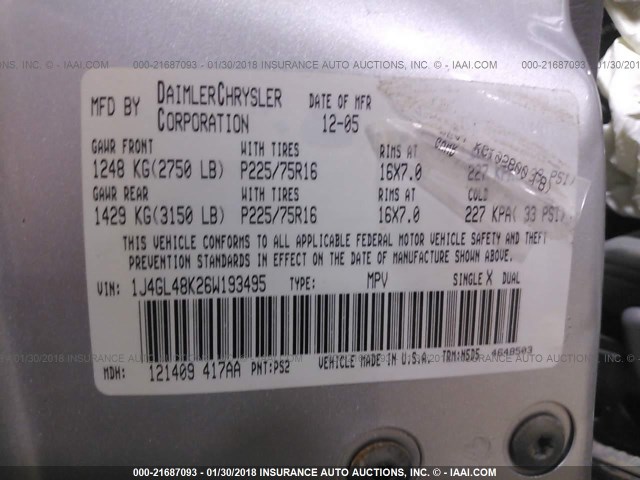 000-21687093 - 01/30/2018 INSURANCE AUTO AUCTIONS, INC. - IAAI.COM
MFD BY DAIMLERCHRYSLER CORPORATION
DATE OF MFR 12-05
GAWR FRONT WITH TIRES RIMS AT
1248 KG(2750 LB) P225/75R16 16X7.0 227
GAWR REAR WITH TIRES RIMS AT COLD
1429 KG(3150 LB) P225/75R16 16X7.0 227 KPA( 33 PSI)
THIS VEHICLE CONFORMS TO ALL APPLICABLE FEDERAL MOTOR VEHICLE SAFETY AND THEFT
PREVENTION STANDARDS IN EFFECT ON THE DATE OF MANUFACTURE SHOWN ABOVE.
VIN: 1J4GL48K26W193495 TYPE: MPV SINGLE X DUAL
MDH: 121409 417AA PNT:PS2 VEHICLE MADE IN U.S.A. TRM:N5D5 4648503
000-21687093 - 01/30/2018 INSURANCE AUTO AUCTIONS, INC. - IAAI.COM